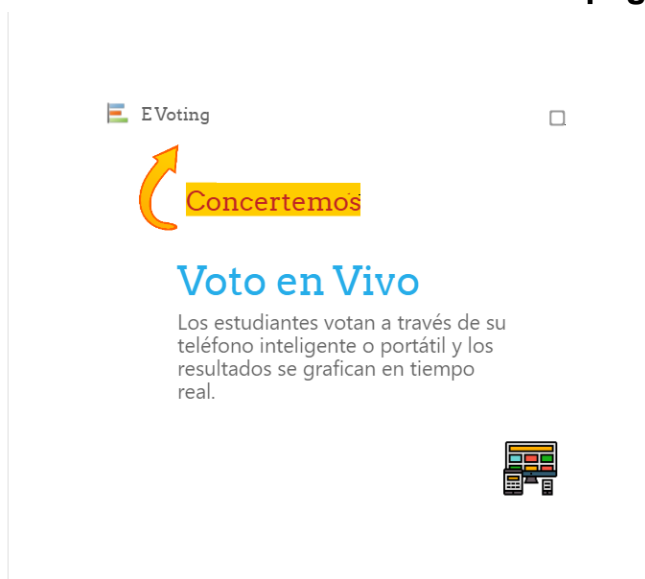 E Voting
Concertemos
Voto en Vivo
Los estudiantes votan a través de su
teléfono inteligente o portátil y los
resultados se grafican en tiempo
real.